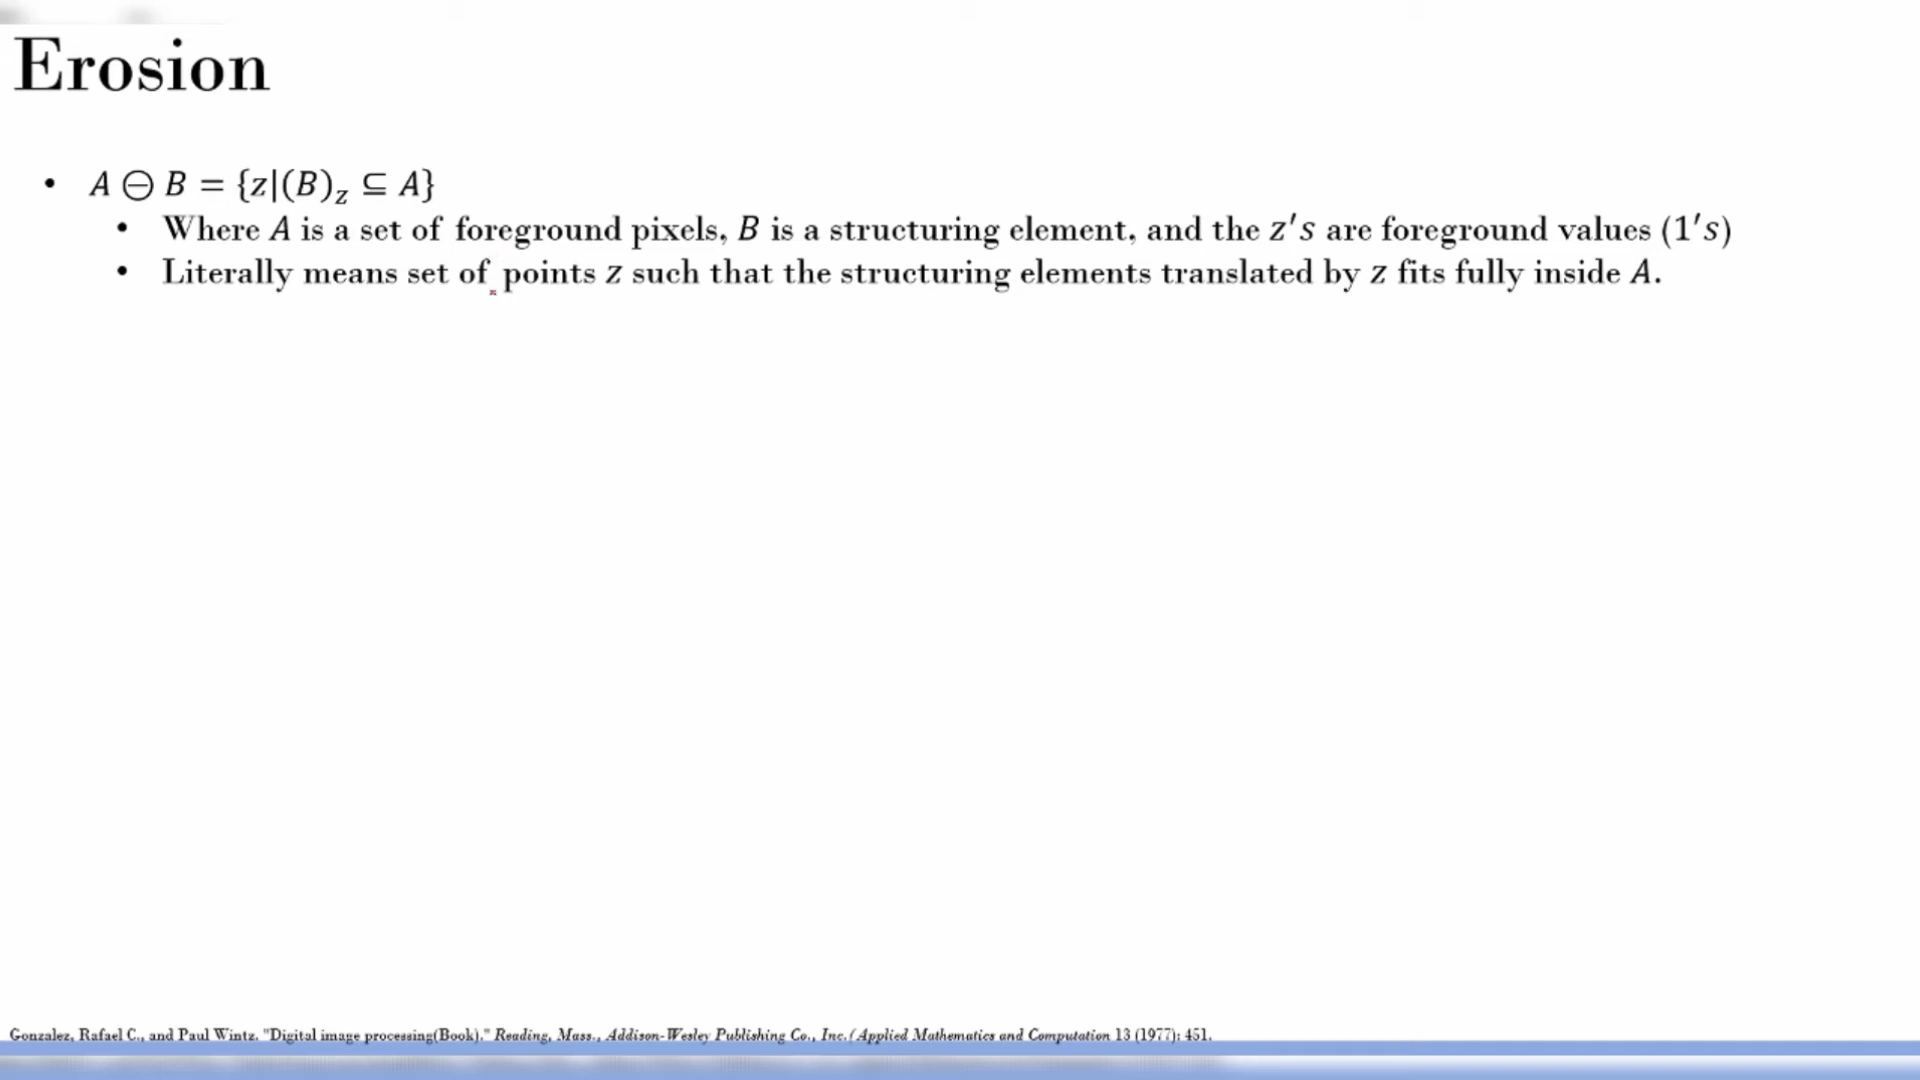 Erosion
• A ⊖ B = {z|(B)z ⊆ A}
• Where A is a set of foreground pixels, B is a structuring element, and the z's are foreground values (1's)
• Literally means set of points z such that the structuring elements translated by z fits fully inside A.
Gonzalez, Rafael C., and Paul Wintz. "Digital image processing(Book)." Reading, Mass., Addison-Wesley Publishing Co., Inc.(Applied Mathematics and Computation 13 (1977): 451.